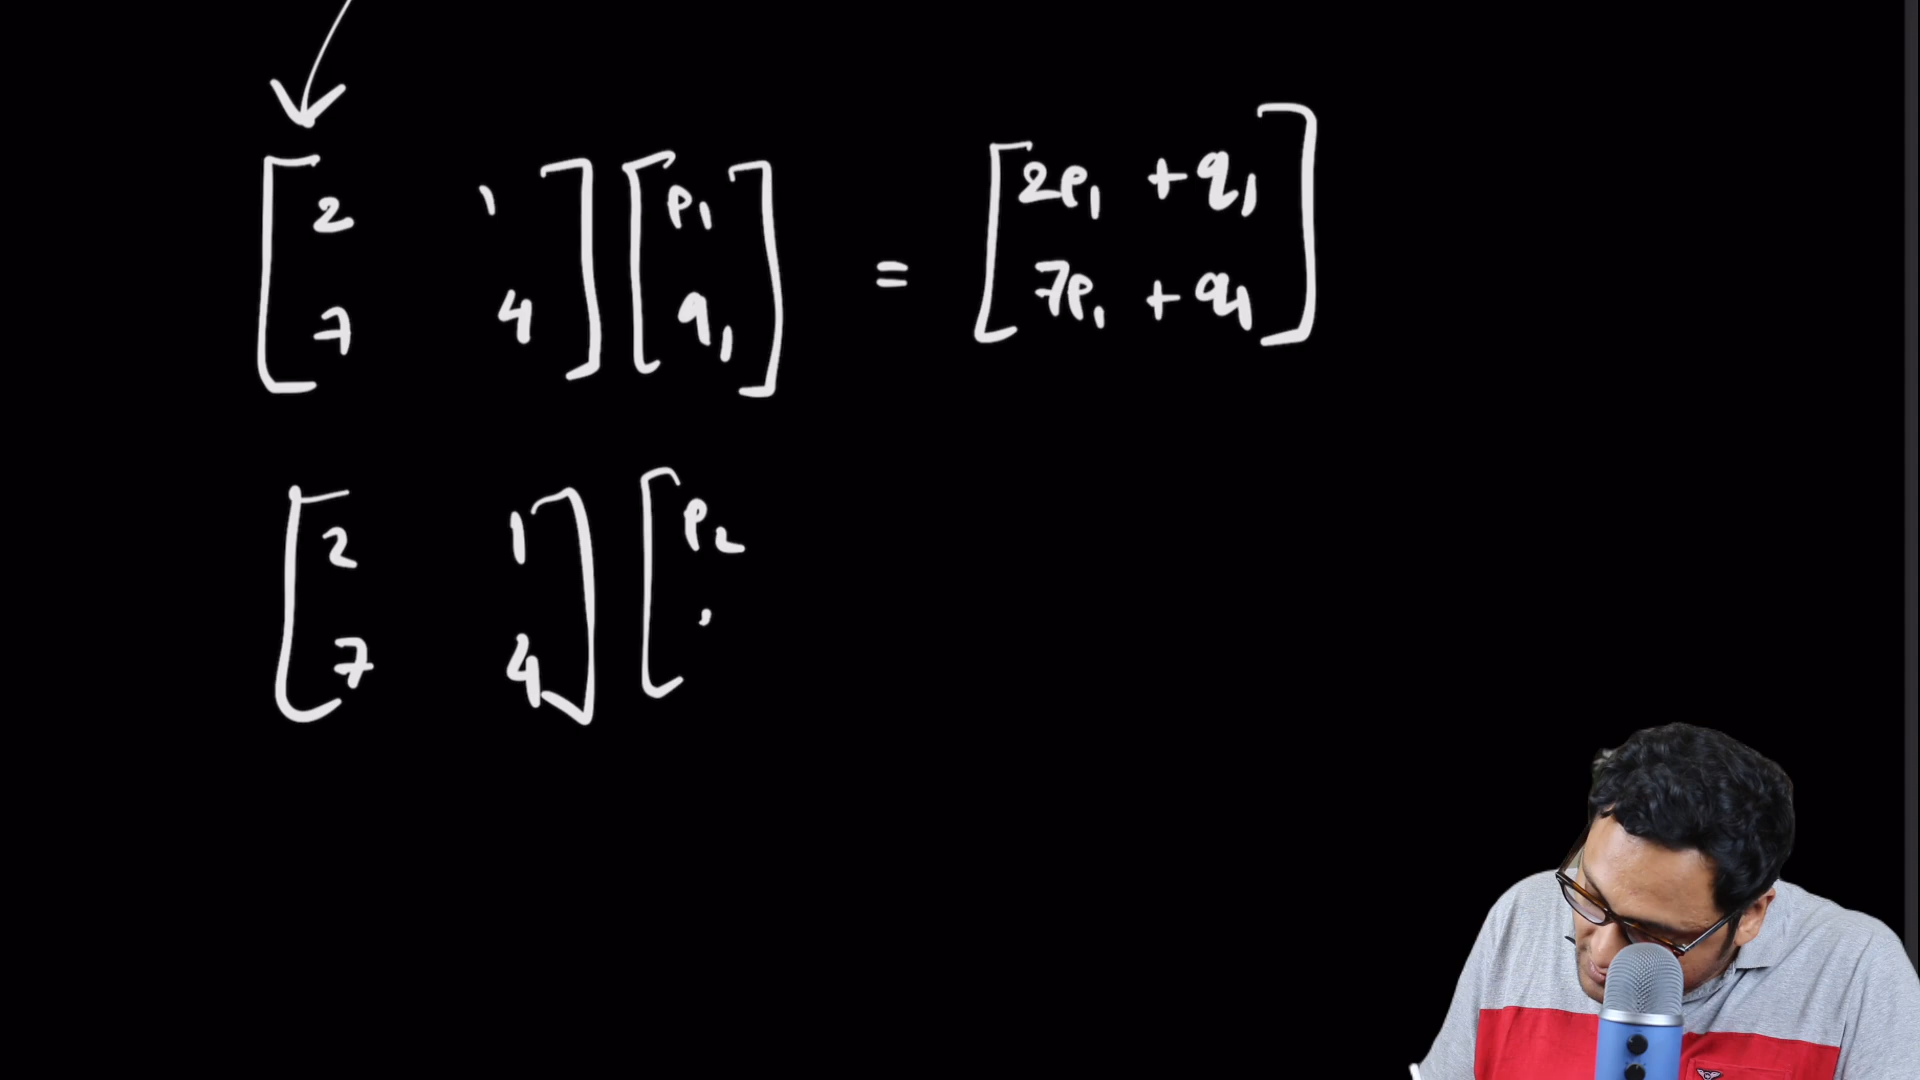 [2 1] [p₁] = [2p₁ + q₁]
[7 4] [q₁] [7p₁ + q₁]
[2 1] [p₂
[7 4]